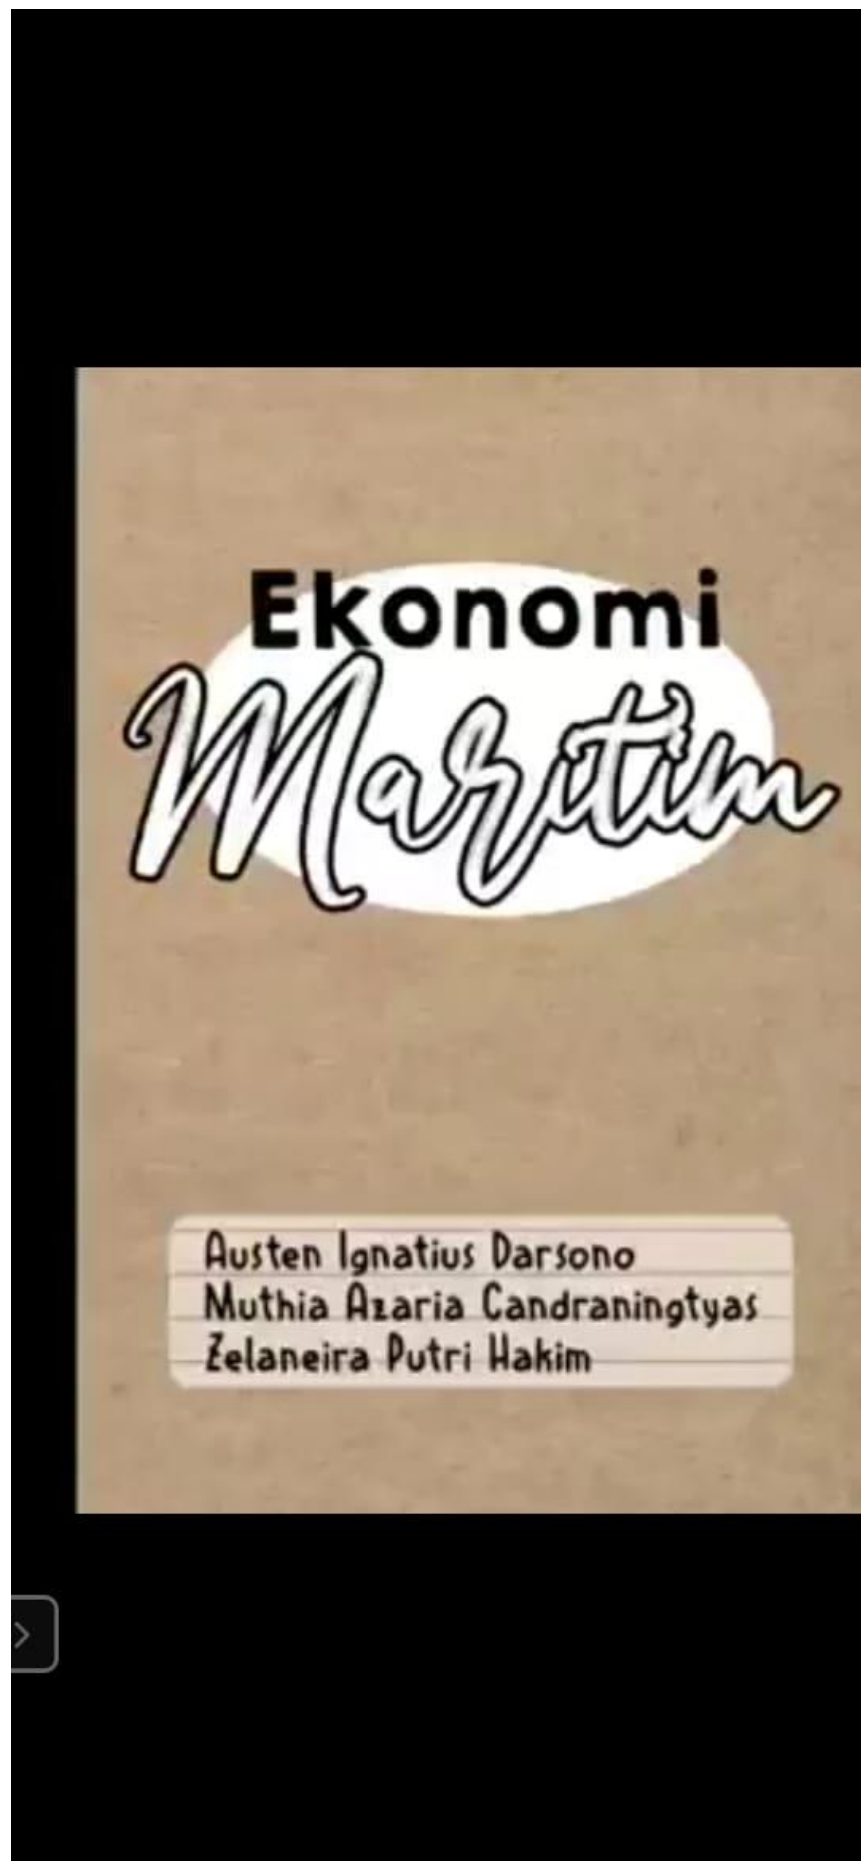 Ekonomi
Maritim
Austen Ignatius Darsono
Muthia Azaria Candraningtyas
Zelaneira Putri Hakim